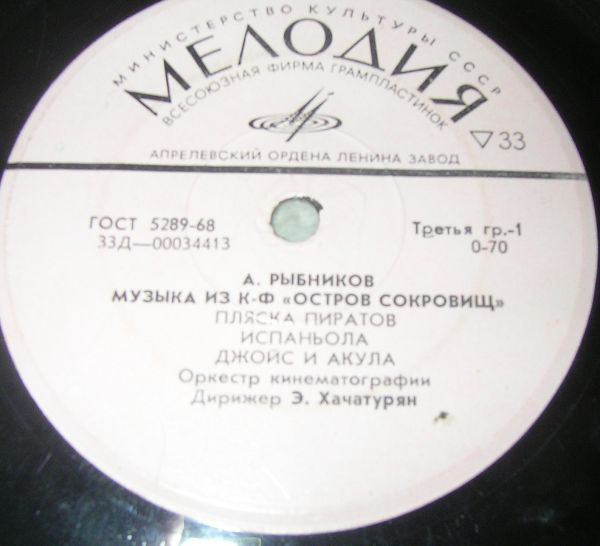 МИНИСТЕРСТВО КУЛЬТУРЫ СССР
МЕЛОДИЯ
ВСЕСОЮЗНАЯ ФИРМА ГРАМПЛАСТИНОК
▽33
АПРЕЛЕВСКИЙ ОРДЕНА ЛЕНИНА ЗАВОД
ГОСТ 5289-68
Третья гр.-1
33Д—00034413
0-70
А. РЫБНИКОВ
МУЗЫКА ИЗ К-Ф «ОСТРОВ СОКРОВИЩ»
ПЛЯСКА ПИРАТОВ
ИСПАНЬОЛА
ДЖОЙС И АКУЛА
Оркестр кинематографии
Дирижер Э. Хачатурян